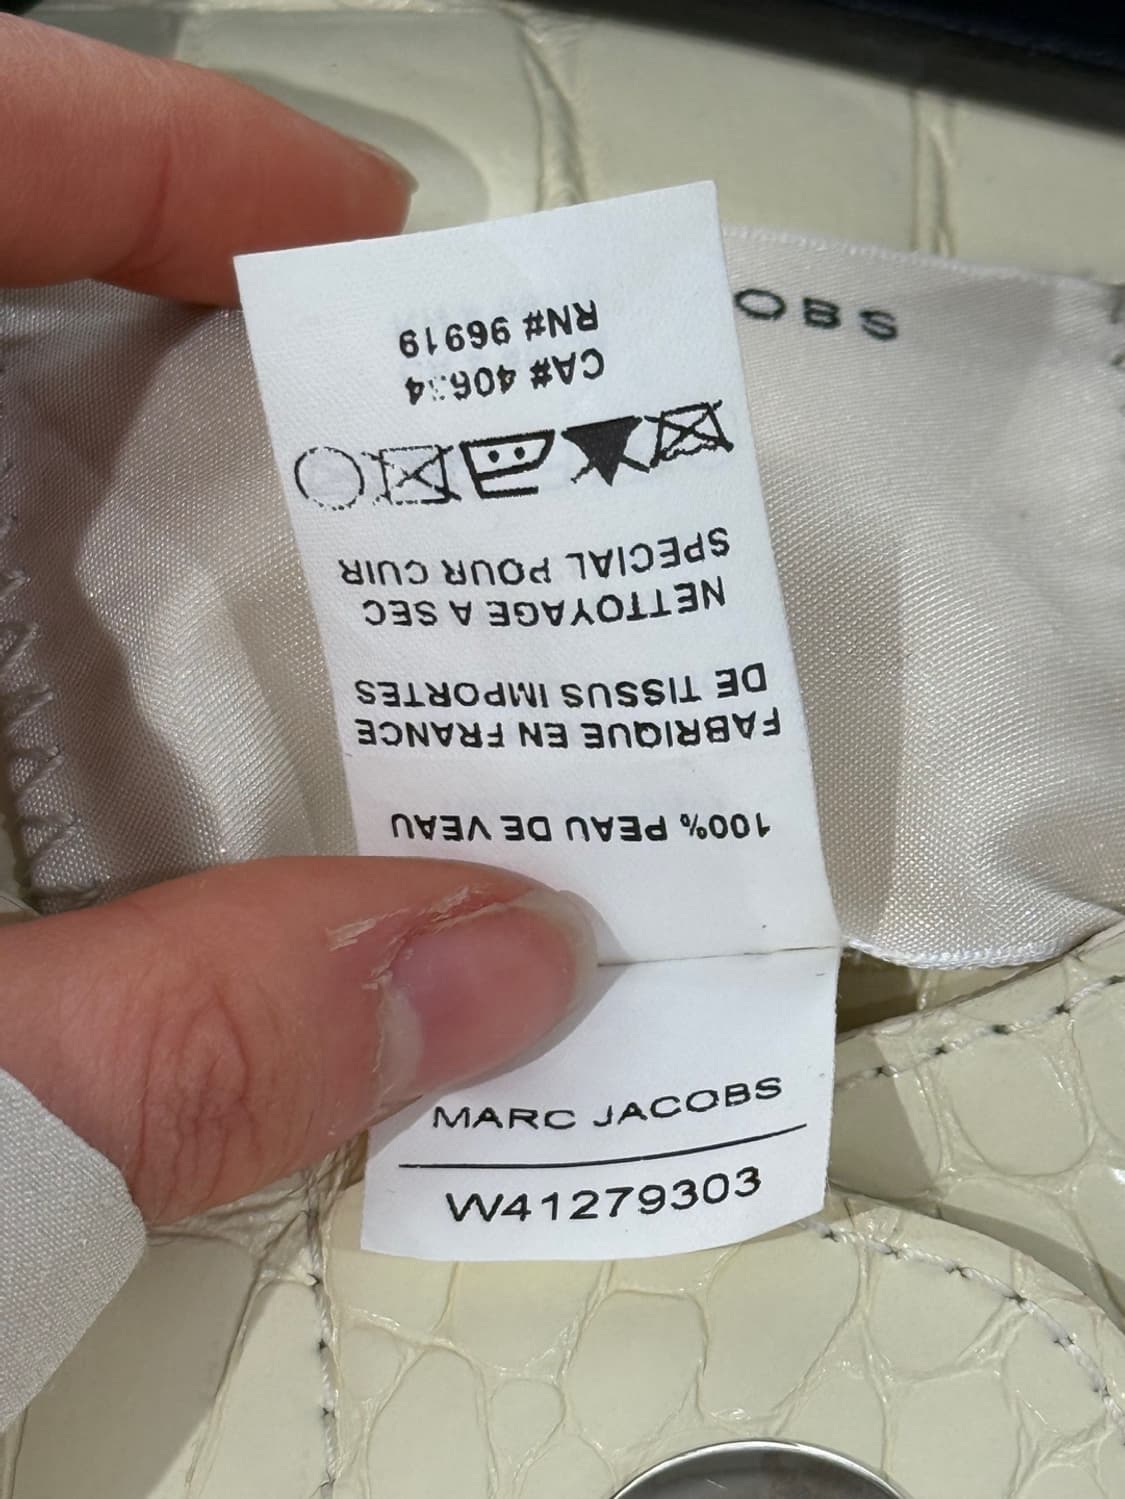 OBS
100% PEAU DE VEAU
FABRIQUE EN FRANCE
DE TISSUS IMPORTES
NETTOYAGE A SEC
SPECIAL POUR CUIR
CA#
RN# 96919
MARC JACOBS
W41279303